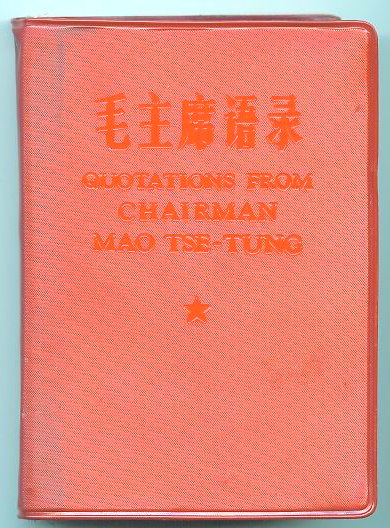 毛主席语录
QUOTATIONS FROM
CHAIRMAN
MAO TSE-TUNG